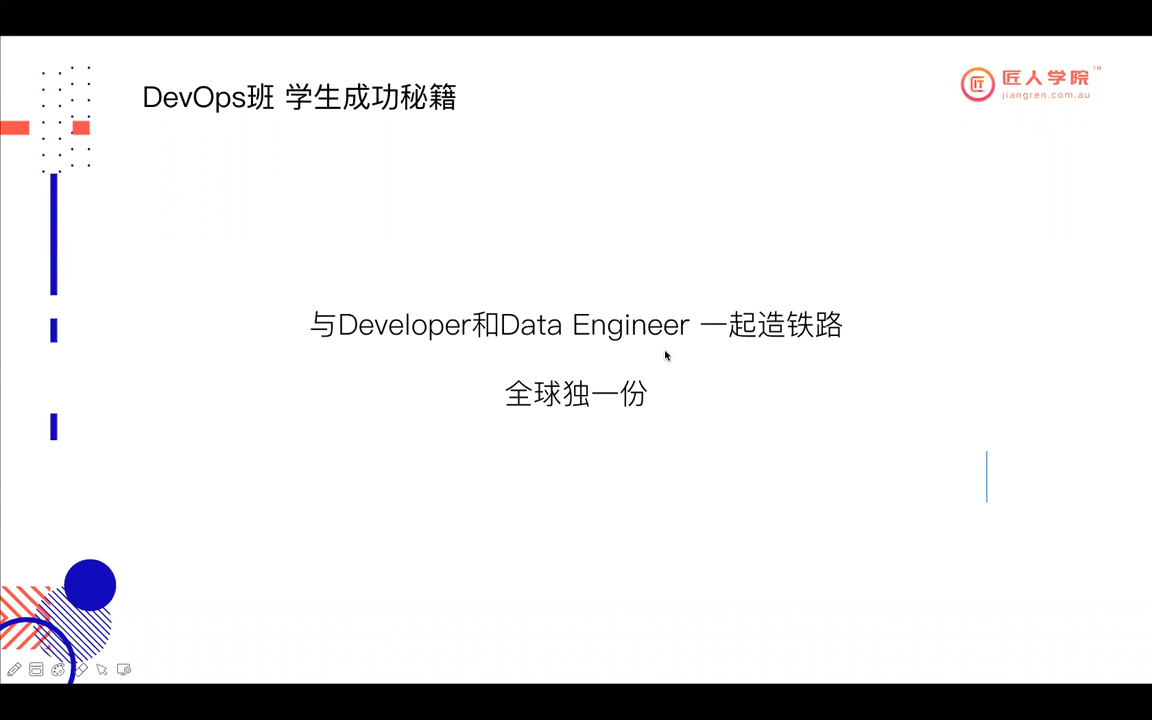 DevOps班 学生成功秘籍
匠 匠人学院 TM
jiangren.com.au
与Developer和Data Engineer 一起造铁路
全球独一份